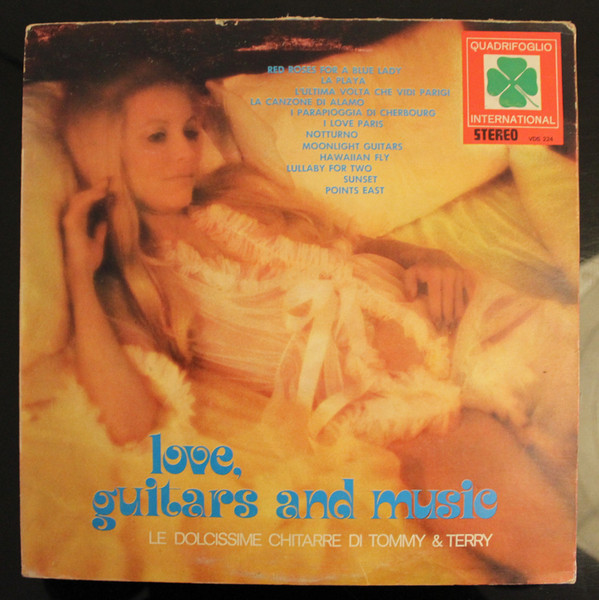 RED ROSES FOR A BLUE LADY
LA PLAYA
L'ULTIMA VOLTA CHE VIDI PARIGI
LA CANZONE DI ALAMO
I PARAPIOGGIA DI CHERBOURG
I LOVE PARIS
NOTTURNO
MOONLIGHT GUITARS
HAWAIIAN FLY
LULLABY FOR TWO
SUNSET
POINTS EAST
QUADRIFOGLIO
INTERNATIONAL
STEREO VDS 224
love,
guitars and music
LE DOLCISSIME CHITARRE DI TOMMY & TERRY